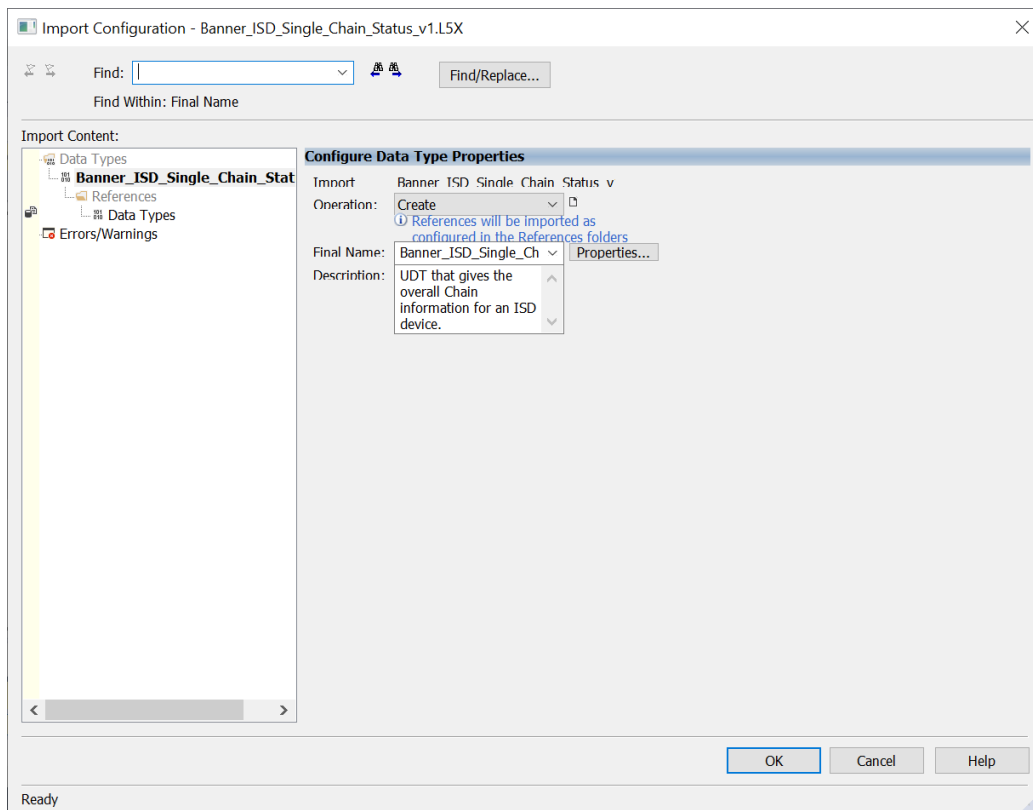 Import Configuration - Banner_ISD_Single_Chain_Status_v1.L5X
Find:
Find/Replace...
Find Within: Final Name
Import Content:
Data Types
Banner_ISD_Single_Chain_Stat
References
Data Types
Errors/Warnings
Configure Data Type Properties
Import Banner_ISD_Single_Chain_Status_v
Operation: Create
References will be imported as
configured in the References folders
Final Name: Banner_ISD_Single_Ch Properties...
Description: UDT that gives the
overall Chain
information for an ISD
device.
OK Cancel Help
Ready